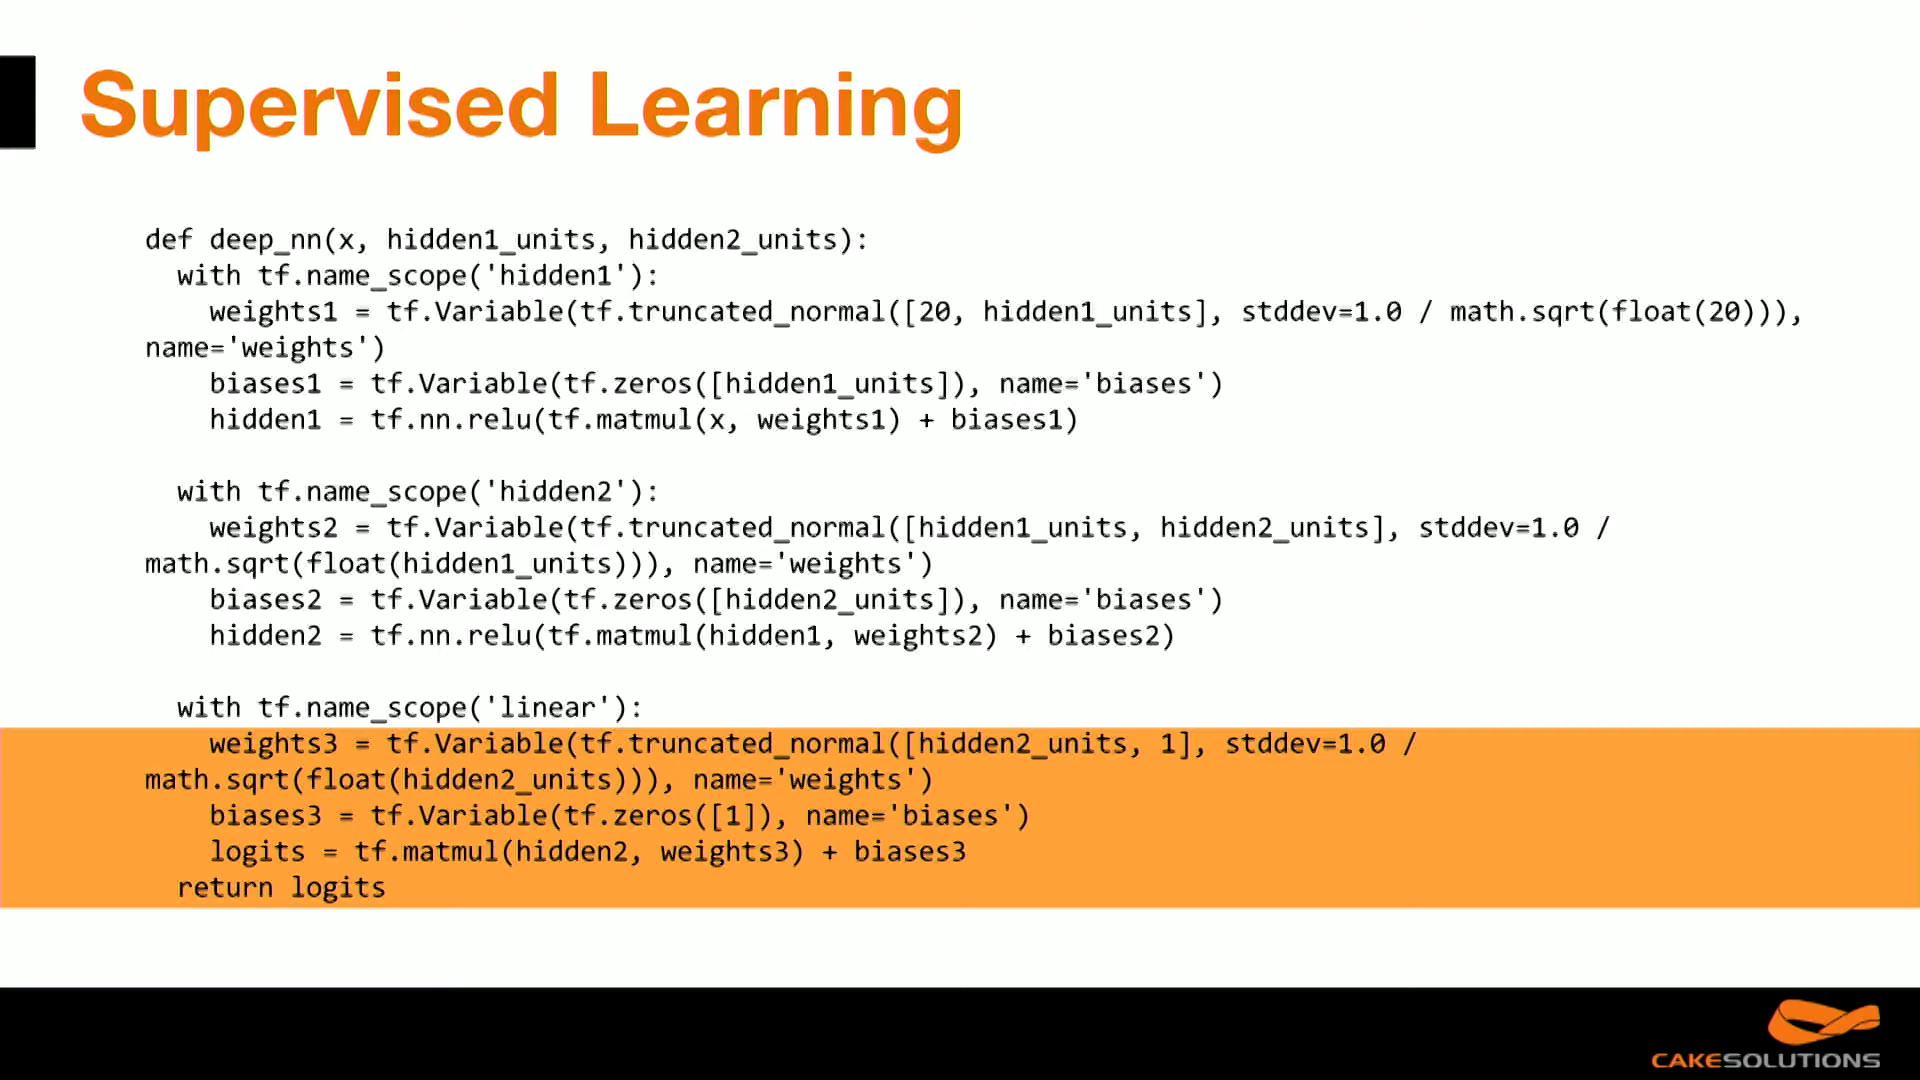 Supervised Learning
def deep_nn(x, hidden1_units, hidden2_units):
  with tf.name_scope('hidden1'):
    weights1 = tf.Variable(tf.truncated_normal([20, hidden1_units], stddev=1.0 / math.sqrt(float(20))),
name='weights')
    biases1 = tf.Variable(tf.zeros([hidden1_units]), name='biases')
    hidden1 = tf.nn.relu(tf.matmul(x, weights1) + biases1)
  with tf.name_scope('hidden2'):
    weights2 = tf.Variable(tf.truncated_normal([hidden1_units, hidden2_units], stddev=1.0 /
math.sqrt(float(hidden1_units))), name='weights')
    biases2 = tf.Variable(tf.zeros([hidden2_units]), name='biases')
    hidden2 = tf.nn.relu(tf.matmul(hidden1, weights2) + biases2)
  with tf.name_scope('linear'):
    weights3 = tf.Variable(tf.truncated_normal([hidden2_units, 1], stddev=1.0 /
math.sqrt(float(hidden2_units))), name='weights')
    biases3 = tf.Variable(tf.zeros([1]), name='biases')
    logits = tf.matmul(hidden2, weights3) + biases3
  return logits
CAKESOLUTIONS